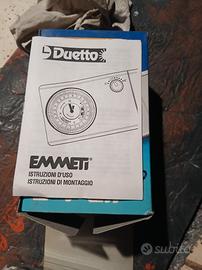 Duetto
EMMETI
ISTRUZIONI D'USO
ISTRUZIONI DI MONTAGGIO
subito